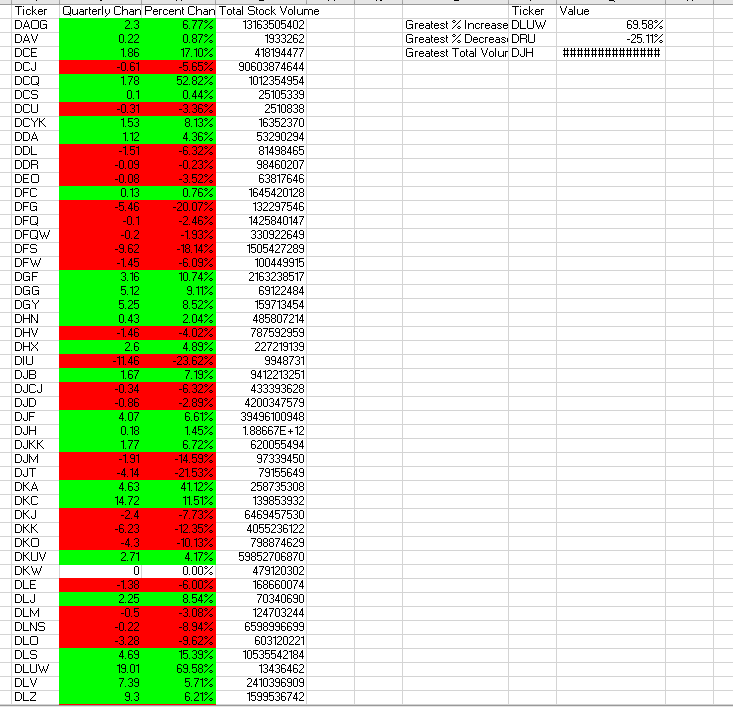 Ticker Quarterly Chan Percent Chan Total Stock Volume Ticker Value
DAOG 2.3 6.77% 13163505402 Greatest % Increase DLUW 69.58%
DAV 0.22 0.87% 1933262 Greatest % Decreas DRU -25.11%
DCE 1.86 17.10% 418194477 Greatest Total Volur DJH ##############
DCJ -0.61 -5.65% 90603874644
DCQ 1.78 52.82% 1012354954
DCS 0.1 0.44% 25105339
DCU -0.31 -3.36% 2510838
DCYK 1.53 8.13% 16352370
DDA 1.12 4.36% 53290294
DDL -1.51 -6.32% 81498465
DDR -0.09 -0.23% 98460207
DEO -0.08 -3.52% 63817646
DFC 0.13 0.76% 1645420128
DFG -5.46 -20.07% 132297546
DFQ -0.1 -2.46% 1425840147
DFQW -0.2 -1.93% 330922649
DFS -9.62 -18.14% 1505427289
DFW -1.45 -6.09% 100449915
DGF 3.16 10.74% 2163238517
DGG 5.12 9.11% 69122484
DGY 5.25 8.52% 159713454
DHN 0.43 2.04% 485807214
DHV -1.46 -4.02% 787592959
DHX 2.6 4.89% 227219139
DIU -11.46 -23.62% 9948731
DJB 1.67 7.19% 9412213251
DJCJ -0.34 -6.32% 433393628
DJD -0.86 -2.89% 4200347579
DJF 4.07 6.61% 39496100948
DJH 0.18 1.45% 1.88667E+12
DJKK 1.77 6.72% 620055494
DJM -1.91 -14.59% 97339450
DJT -4.14 -21.53% 79155649
DKA 4.63 41.12% 258735308
DKC 14.72 11.51% 139853932
DKJ -2.4 -7.73% 6469457530
DKK -6.23 -12.35% 4055236122
DKO -4.3 -10.13% 798874629
DKUV 2.71 4.17% 59852706870
DKW 0 0.00% 479120302
DLE -1.38 -6.00% 168660074
DLJ 2.25 8.54% 70340690
DLM -0.5 -3.08% 124703244
DLNS -0.22 -8.94% 6598996699
DLO -3.28 -9.62% 603120221
DLS 4.69 15.39% 10535542184
DLUW 19.01 69.58% 13436462
DLV 7.39 5.71% 2410396909
DLZ 9.3 6.21% 1599536742